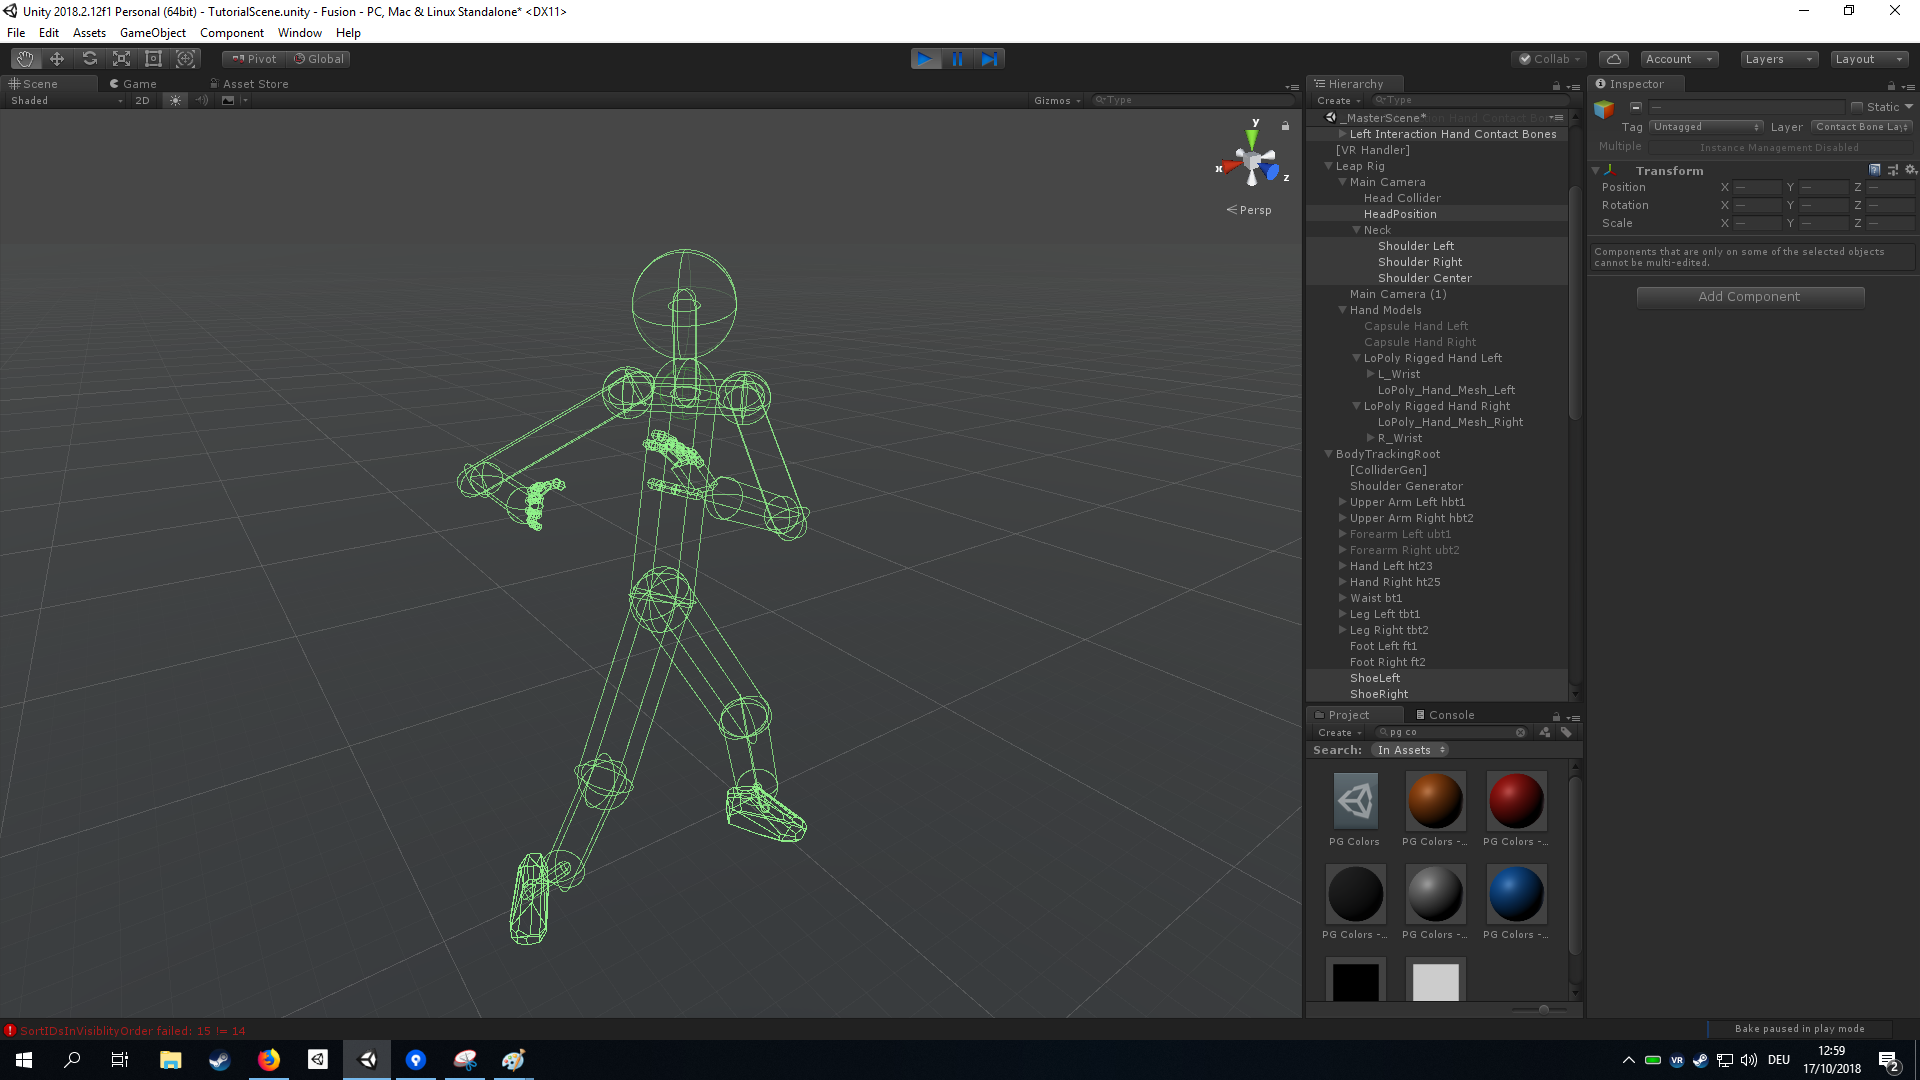 Unity 2018.2.12f1 Personal (64bit) - TutorialScene.unity - Fusion - PC, Mac & Linux Standalone* <DX11>
File Edit Assets GameObject Component Window Help
Pivot Global Collab Account Layers Layout
Scene Game Asset Store
Shaded 2D Gizmos Type
y
x
z
Persp
Hierarchy
Create Type
_MasterScene*
Left Interaction Hand Contact Bones
[VR Handler]
Leap Rig
Main Camera
Head Collider
HeadPosition
Neck
Shoulder Left
Shoulder Right
Shoulder Center
Main Camera (1)
Hand Models
Capsule Hand Left
Capsule Hand Right
LoPoly Rigged Hand Left
L_Wrist
LoPoly_Hand_Mesh_Left
LoPoly Rigged Hand Right
LoPoly_Hand_Mesh_Right
R_Wrist
BodyTrackingRoot
[ColliderGen]
Shoulder Generator
Upper Arm Left hbt1
Upper Arm Right hbt2
Forearm Left ubt1
Forearm Right ubt2
Hand Left ht23
Hand Right ht25
Waist bt1
Leg Left tbt1
Leg Right tbt2
Foot Left ft1
Foot Right ft2
ShoeLeft
ShoeRight
Project Console
Create pg co
Search: In Assets
PG Colors PG Colors -... PG Colors -...
PG Colors -... PG Colors -... PG Colors -...
Inspector
— Static
Tag Untagged Layer Contact Bone Lay
Multiple Instance Management Disabled
Transform
Position X — Y — Z —
Rotation X — Y — Z —
Scale X — Y — Z —
Components that are only on some of the selected objects
cannot be multi-edited.
Add Component
SortIDsInVisiblityOrder failed: 15 != 14
Bake paused in play mode
VR DEU
12:59
17/10/2018
2